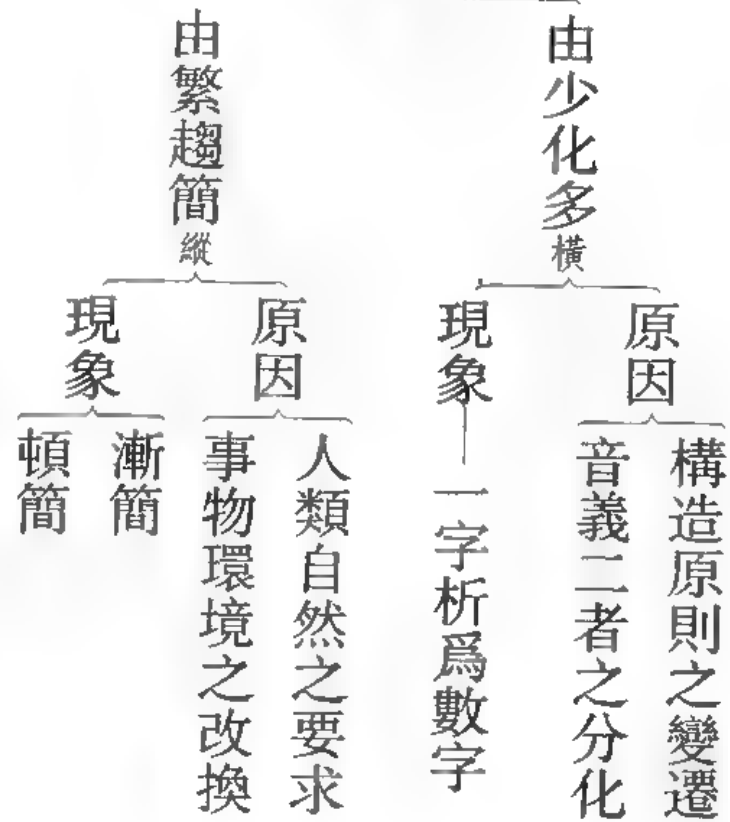 由少化多橫
原因
構造原則之變遷
音義二者之分化
現象
一字析爲數字
由繁趨簡縱
原因
人類自然之要求
事物環境之改換
現象
漸簡
頓簡